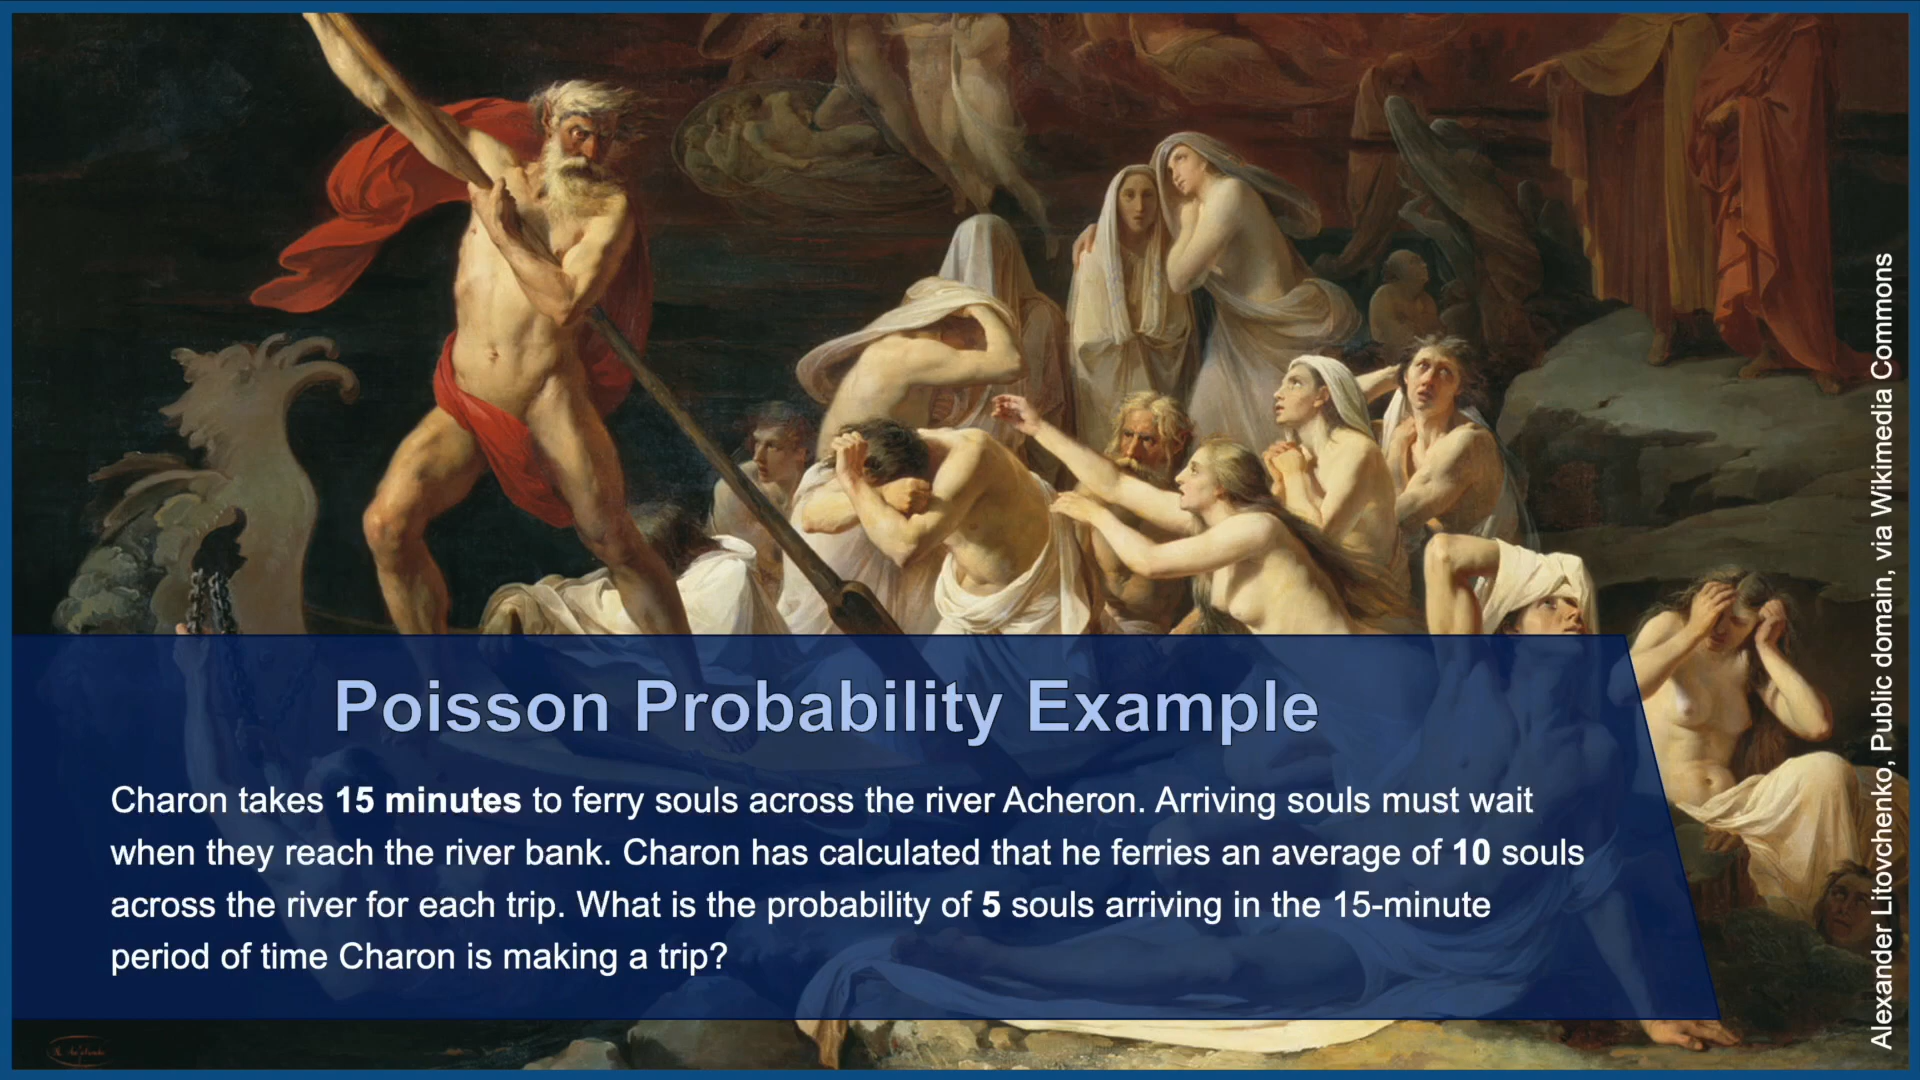 Poisson Probability Example
Charon takes 15 minutes to ferry souls across the river Acheron. Arriving souls must wait
when they reach the river bank. Charon has calculated that he ferries an average of 10 souls
across the river for each trip. What is the probability of 5 souls arriving in the 15-minute
period of time Charon is making a trip?
Alexander Litovchenko, Public domain, via Wikimedia Commons